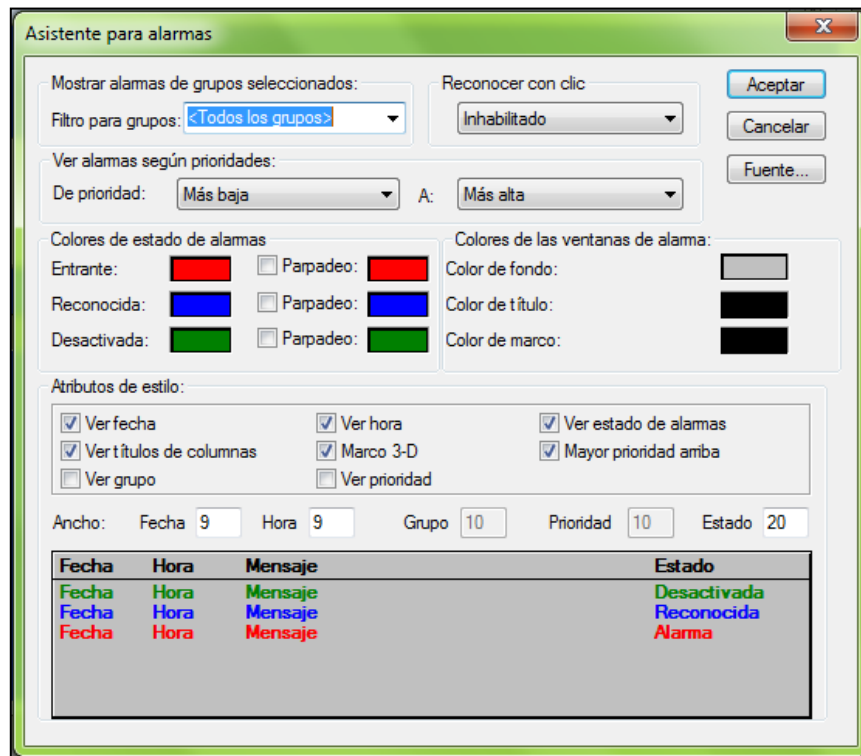 Asistente para alarmas
Mostrar alarmas de grupos seleccionados:
Filtro para grupos: <Todos los grupos>
Reconocer con clic
Inhabilitado
Aceptar
Cancelar
Fuente...
Ver alarmas según prioridades:
De prioridad: Más baja A: Más alta
Colores de estado de alarmas
Entrante: Parpadeo:
Reconocida: Parpadeo:
Desactivada: Parpadeo:
Colores de las ventanas de alarma:
Color de fondo:
Color de título:
Color de marco:
Atributos de estilo:
Ver fecha Ver hora Ver estado de alarmas
Ver títulos de columnas Marco 3-D Mayor prioridad arriba
Ver grupo Ver prioridad
Ancho: Fecha 9 Hora 9 Grupo 10 Prioridad 10 Estado 20
Fecha Hora Mensaje Estado
Fecha Hora Mensaje Desactivada
Fecha Hora Mensaje Reconocida
Fecha Hora Mensaje Alarma